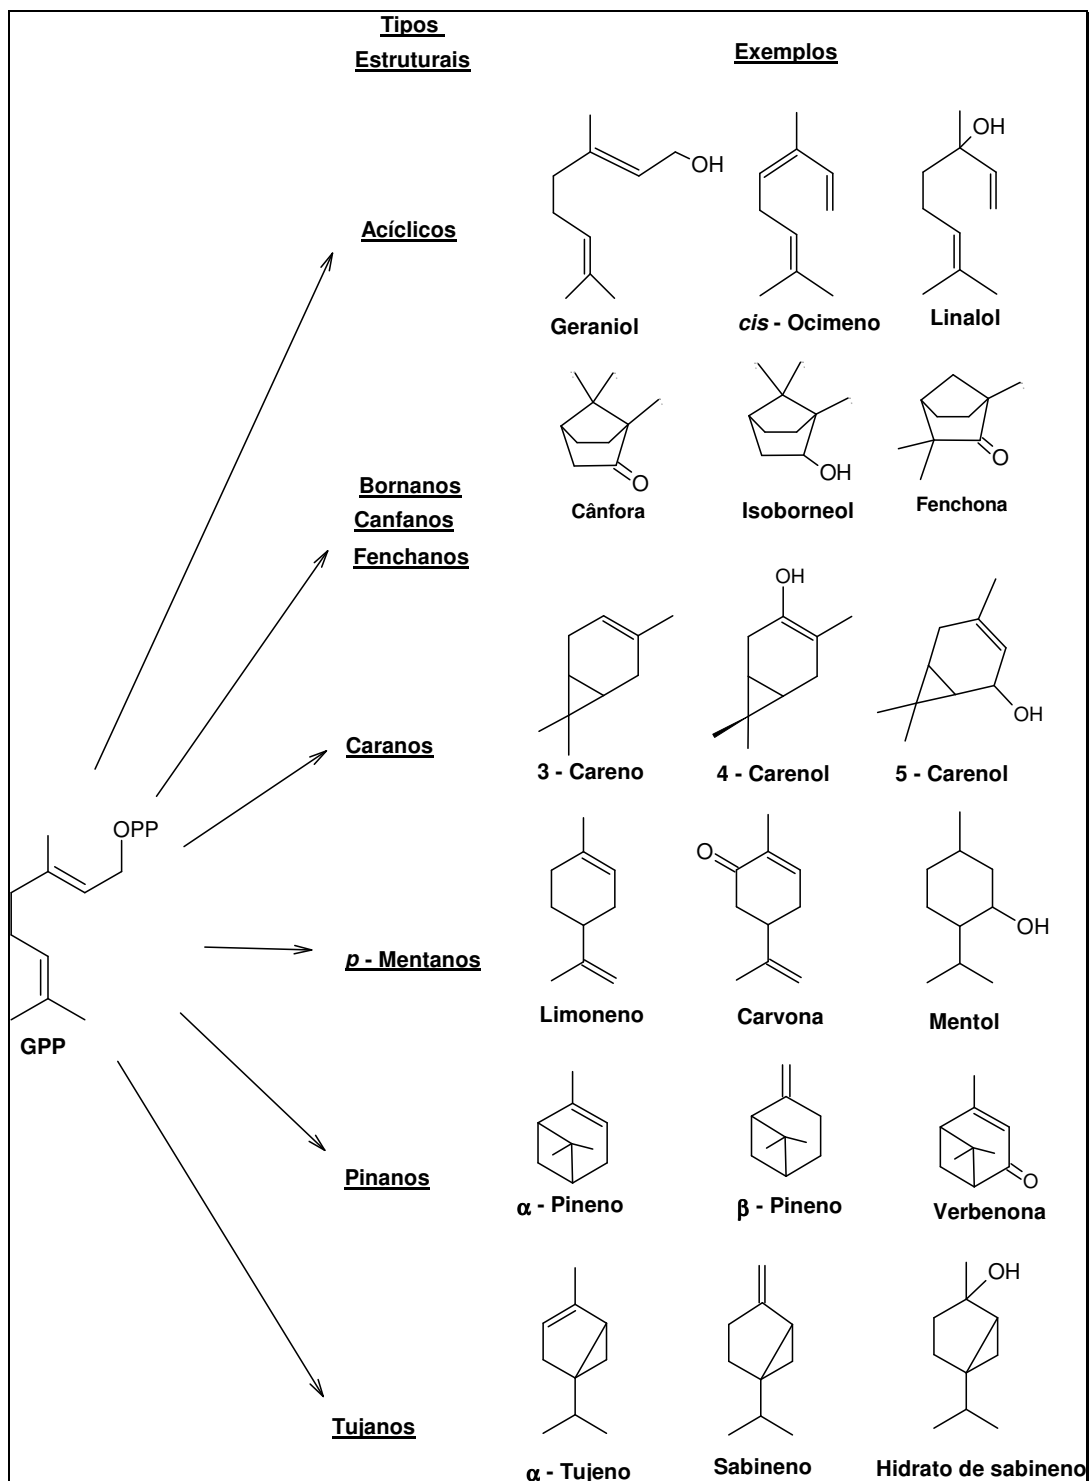 Tipos
Estruturais
Exemplos
OH
OH
Acíclicos
Geraniol
cis - Ocimeno
Linalol
O
OH
O
Bornanos
Canfanos
Fenchanos
Cânfora
Isoborneol
Fenchona
OH
OH
Caranos
3 - Careno
4 - Carenol
5 - Carenol
OPP
O
OH
p - Mentanos
Limoneno
Carvona
Mentol
GPP
O
Pinanos
α - Pineno
β - Pineno
Verbenona
OH
Tujanos
α - Tujeno
Sabineno
Hidrato de sabineno